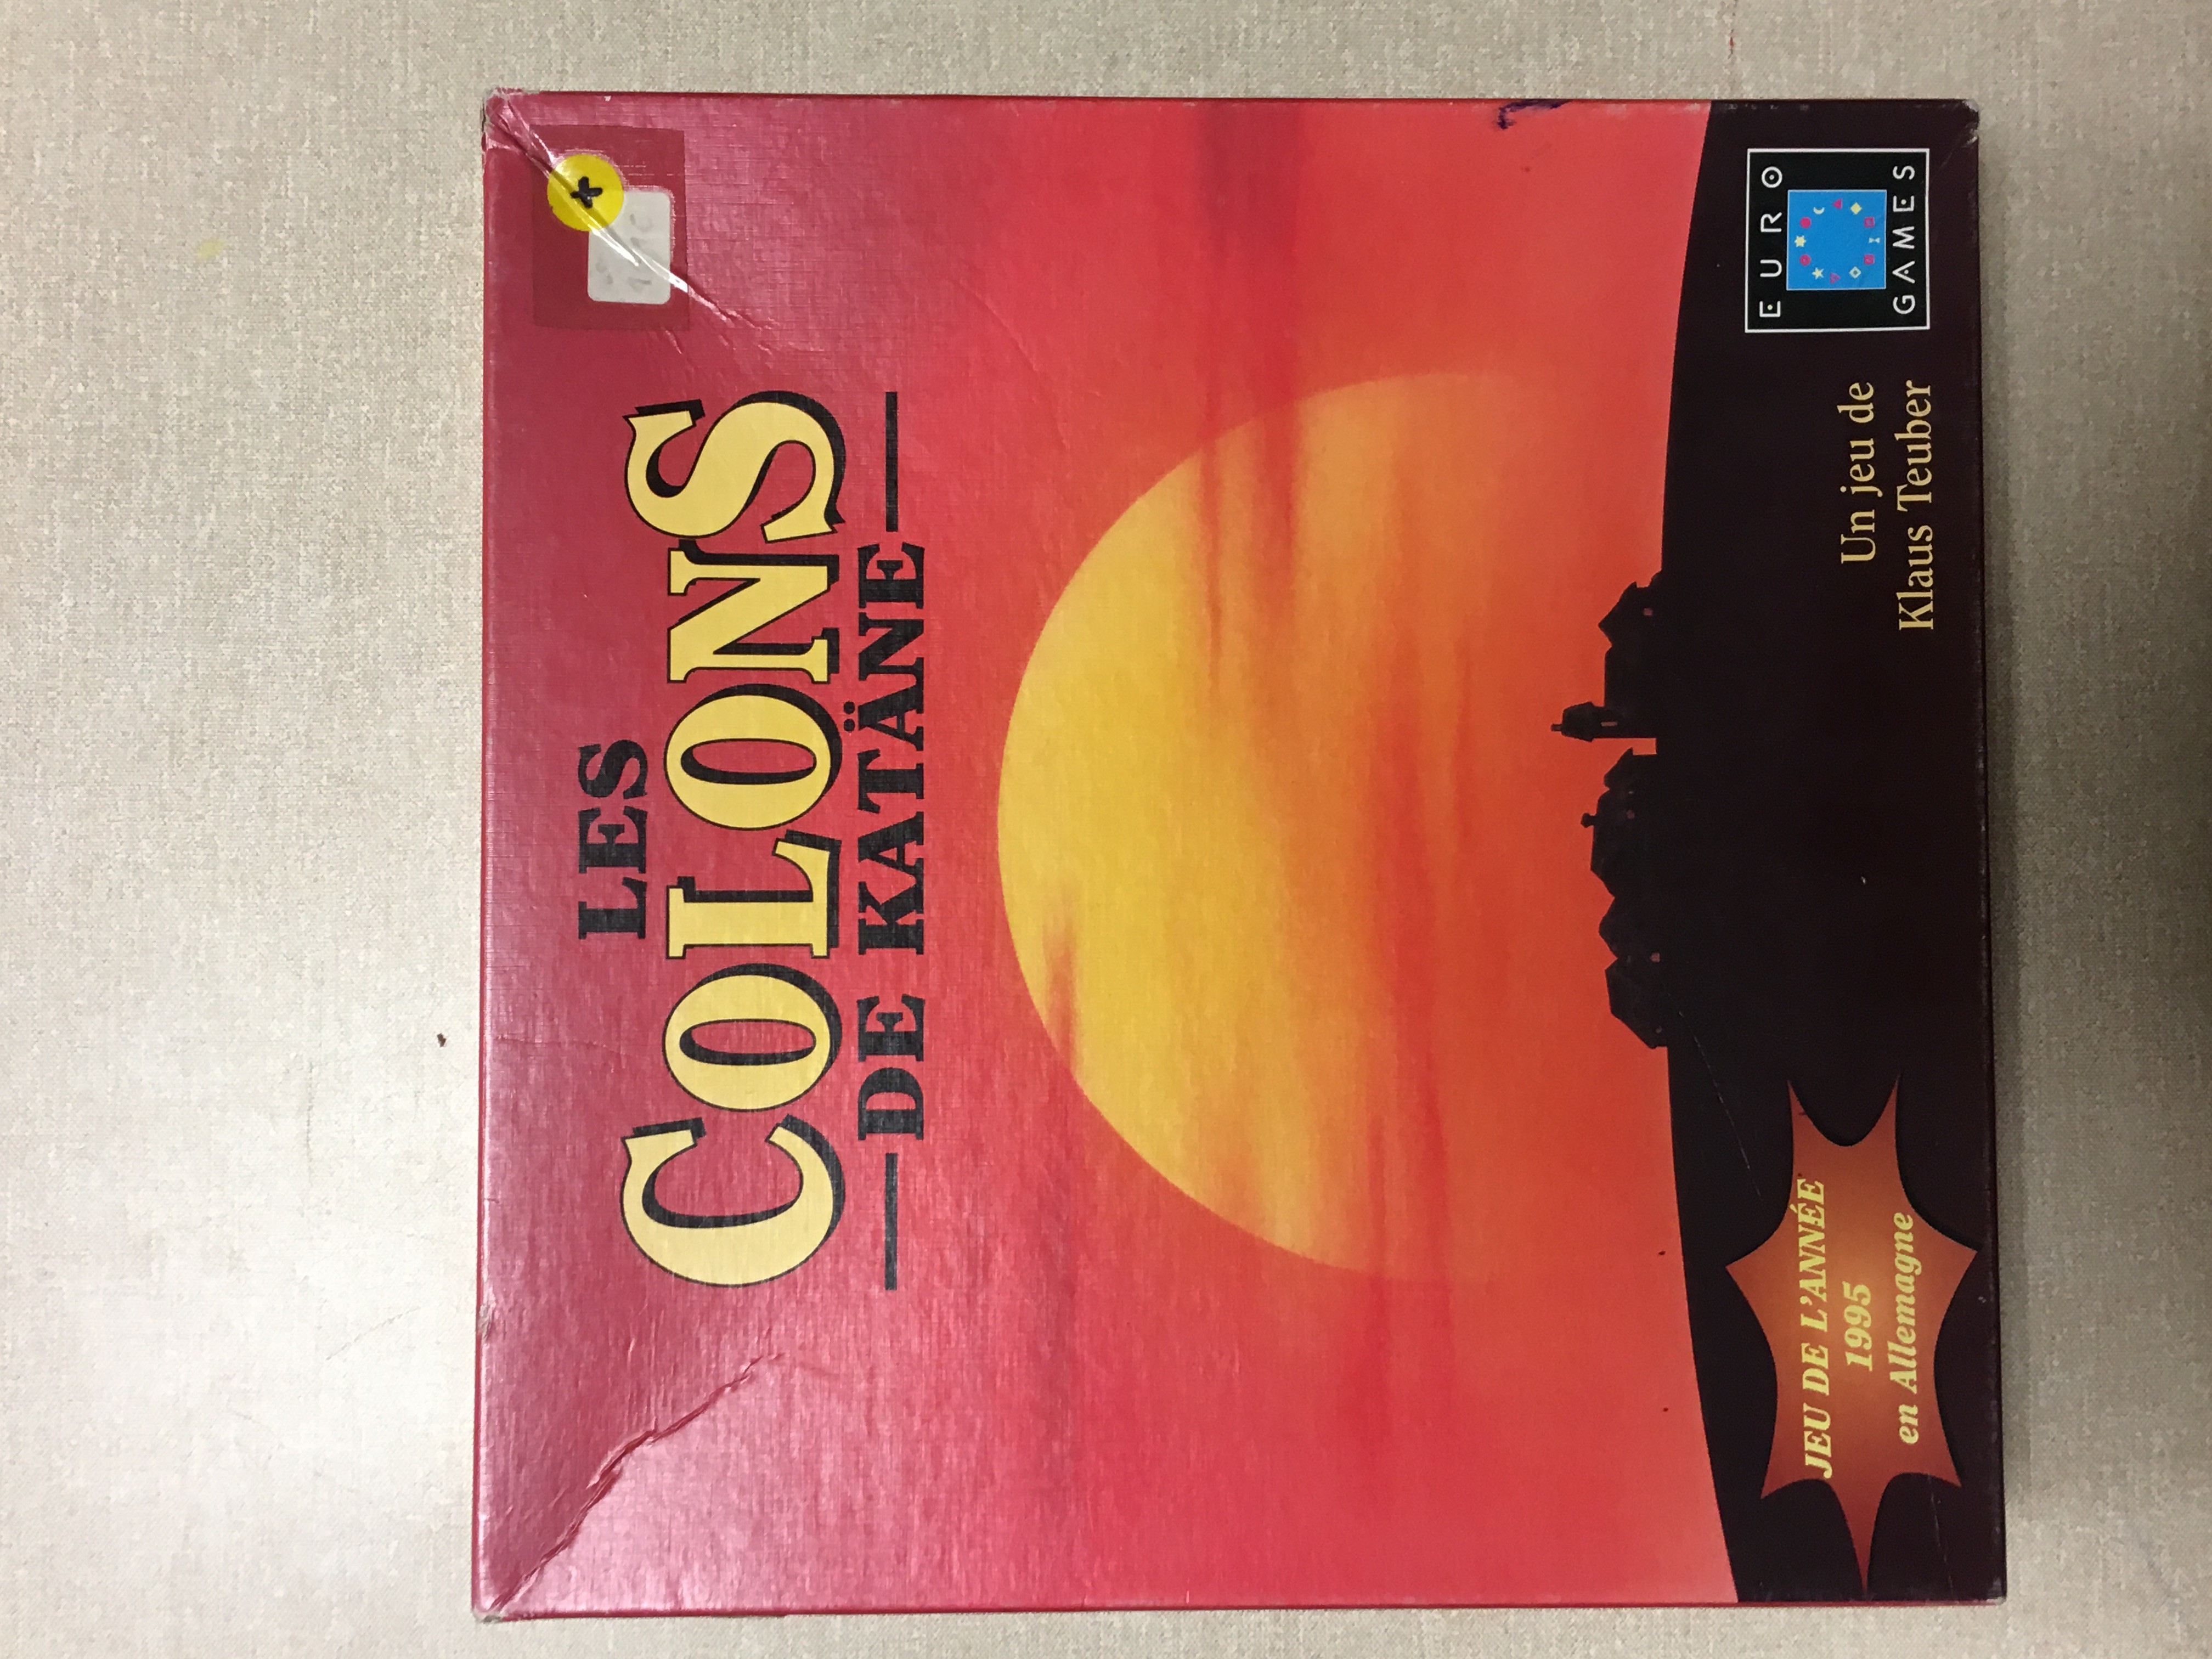 LES
COLONS
DE KATÄNE
JEU DE L'ANNÉE
1995
en Allemagne
Un jeu de
Klaus Teuber
EURO
GAMES